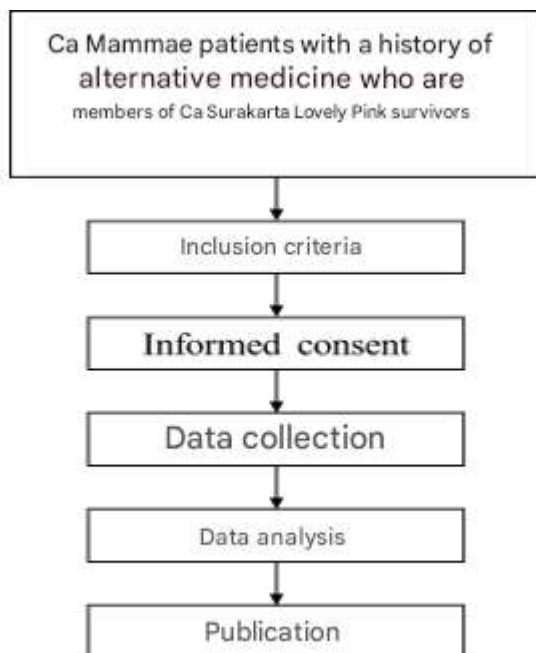 Ca Mammae patients with a history of
alternative medicine who are
members of Ca Surakarta Lovely Pink survivors
Inclusion criteria
Informed consent
Data collection
Data analysis
Publication